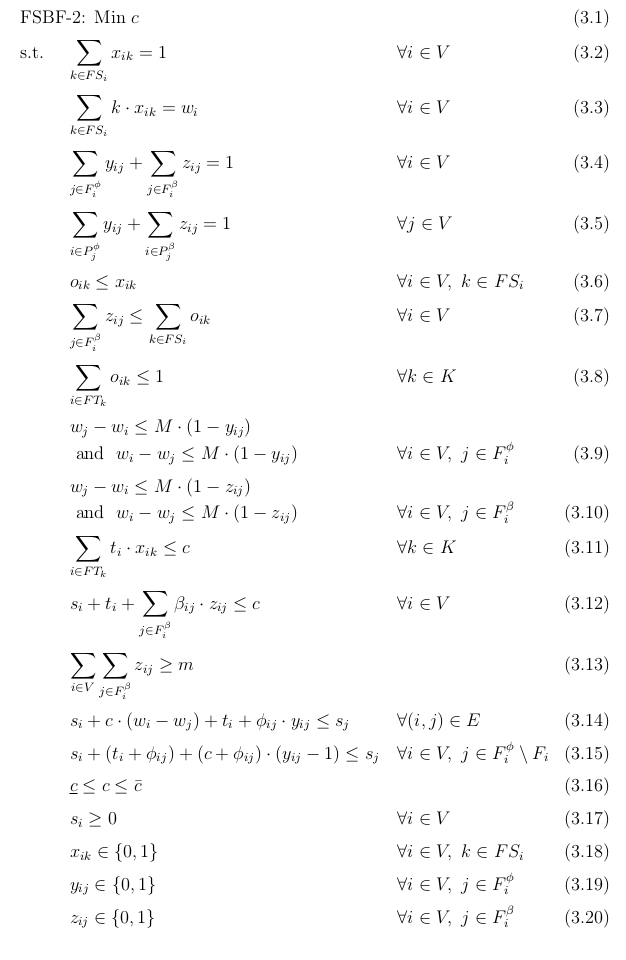 FSBF-2: Min c (3.1)
s.t. ∑_{k∈FS_i} x_{ik} = 1 ∀i ∈ V (3.2)
∑_{k∈FS_i} k · x_{ik} = w_i ∀i ∈ V (3.3)
∑_{j∈F_i^ϕ} y_{ij} + ∑_{j∈F_i^β} z_{ij} = 1 ∀i ∈ V (3.4)
∑_{i∈P_j^ϕ} y_{ij} + ∑_{i∈P_j^β} z_{ij} = 1 ∀j ∈ V (3.5)
o_{ik} ≤ x_{ik} ∀i ∈ V, k ∈ FS_i (3.6)
∑_{j∈F_i^β} z_{ij} ≤ ∑_{k∈FS_i} o_{ik} ∀i ∈ V (3.7)
∑_{i∈FT_k} o_{ik} ≤ 1 ∀k ∈ K (3.8)
w_j − w_i ≤ M · (1 − y_{ij})
and w_i − w_j ≤ M · (1 − y_{ij}) ∀i ∈ V, j ∈ F_i^ϕ (3.9)
w_j − w_i ≤ M · (1 − z_{ij})
and w_i − w_j ≤ M · (1 − z_{ij}) ∀i ∈ V, j ∈ F_i^β (3.10)
∑_{i∈FT_k} t_i · x_{ik} ≤ c ∀k ∈ K (3.11)
s_i + t_i + ∑_{j∈F_i^β} β_{ij} · z_{ij} ≤ c ∀i ∈ V (3.12)
∑_{i∈V} ∑_{j∈F_i^β} z_{ij} ≥ m (3.13)
s_i + c · (w_i − w_j) + t_i + ϕ_{ij} · y_{ij} ≤ s_j ∀(i, j) ∈ E (3.14)
s_i + (t_i + ϕ_{ij}) + (c + ϕ_{ij}) · (y_{ij} − 1) ≤ s_j ∀i ∈ V, j ∈ F_i^ϕ \ F_i (3.15)
c̲ ≤ c ≤ c̄ (3.16)
s_i ≥ 0 ∀i ∈ V (3.17)
x_{ik} ∈ {0, 1} ∀i ∈ V, k ∈ FS_i (3.18)
y_{ij} ∈ {0, 1} ∀i ∈ V, j ∈ F_i^ϕ (3.19)
z_{ij} ∈ {0, 1} ∀i ∈ V, j ∈ F_i^β (3.20)